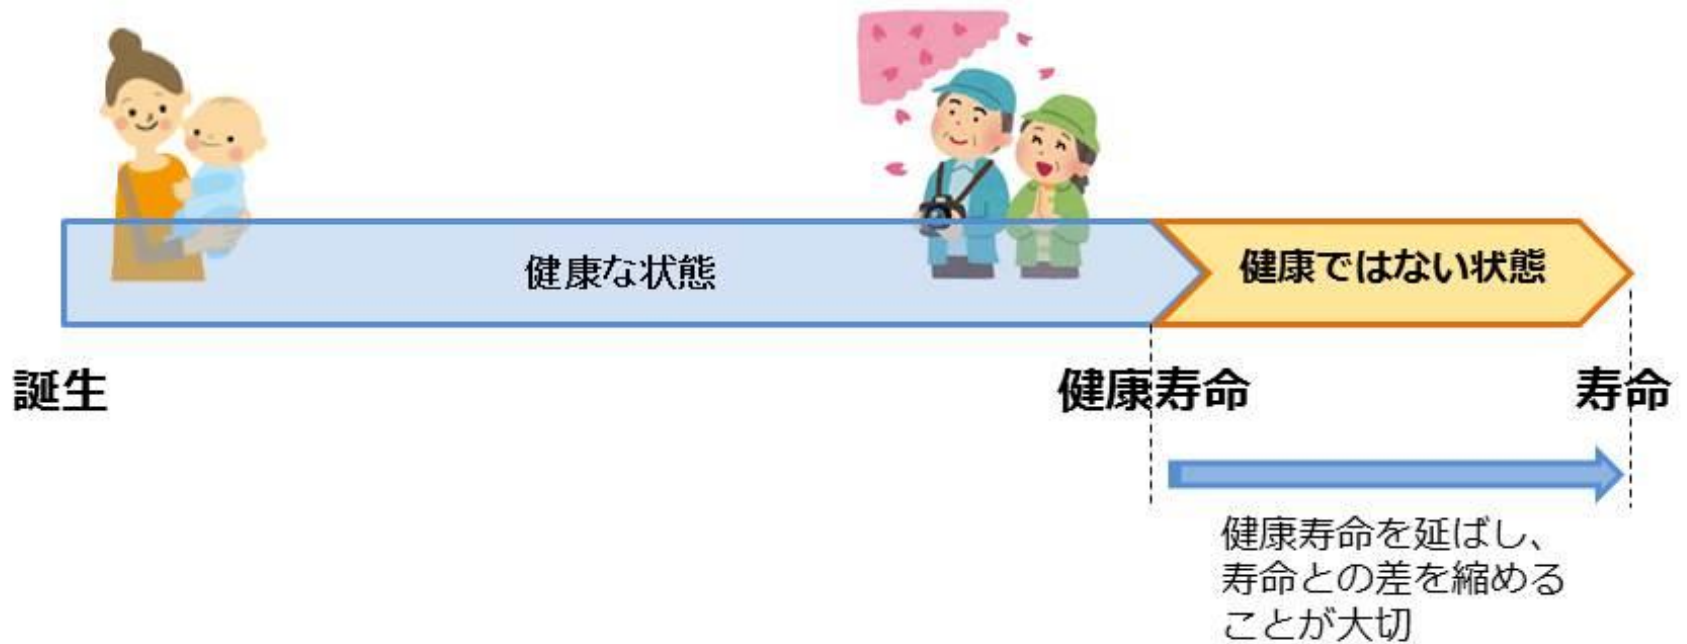 健康な状態
健康ではない状態
誕生
健康寿命
寿命
健康寿命を延ばし、
寿命との差を縮める
ことが大切